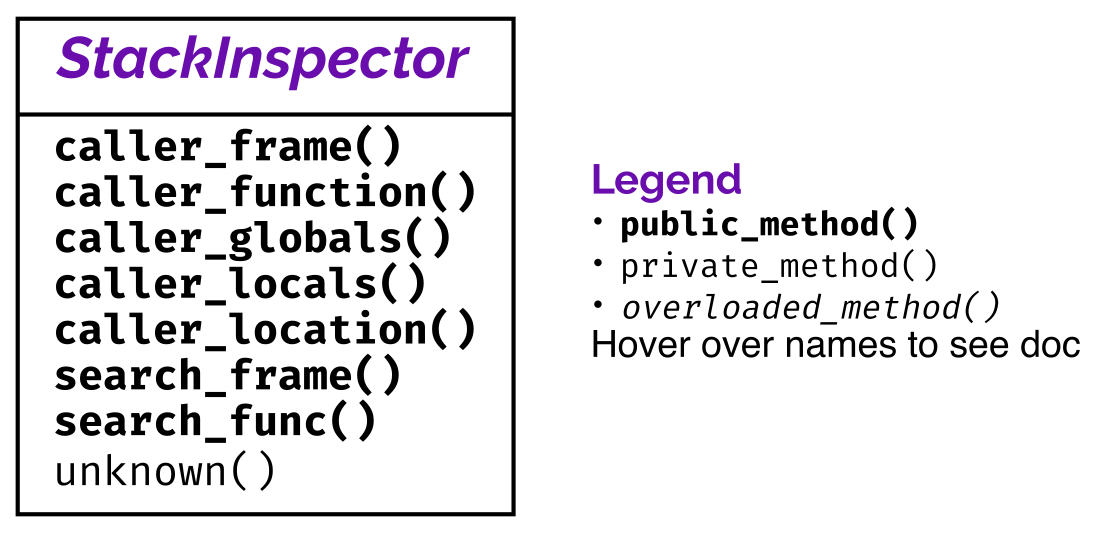 StackInspector
caller_frame()
caller_function()
caller_globals()
caller_locals()
caller_location()
search_frame()
search_func()
unknown()
Legend
• public_method()
• private_method()
• overloaded_method()
Hover over names to see doc